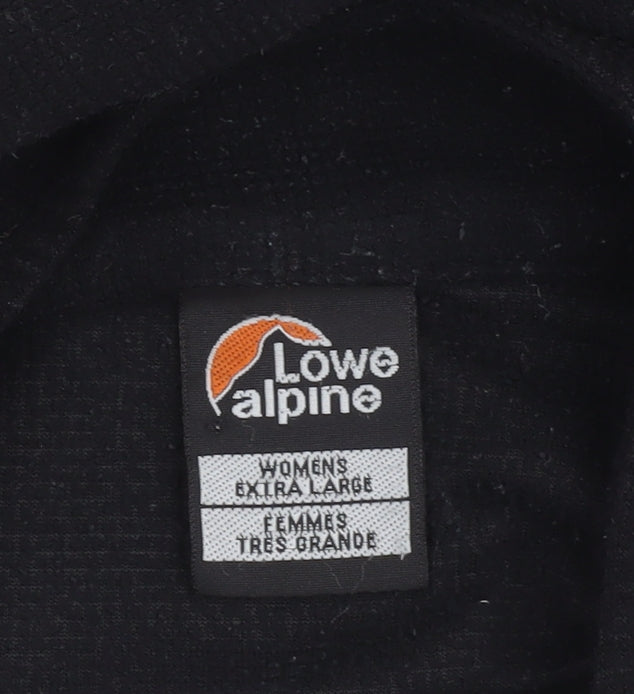 Lowe
alpine
WOMENS
EXTRA LARGE
FEMMES
TRES GRANDE